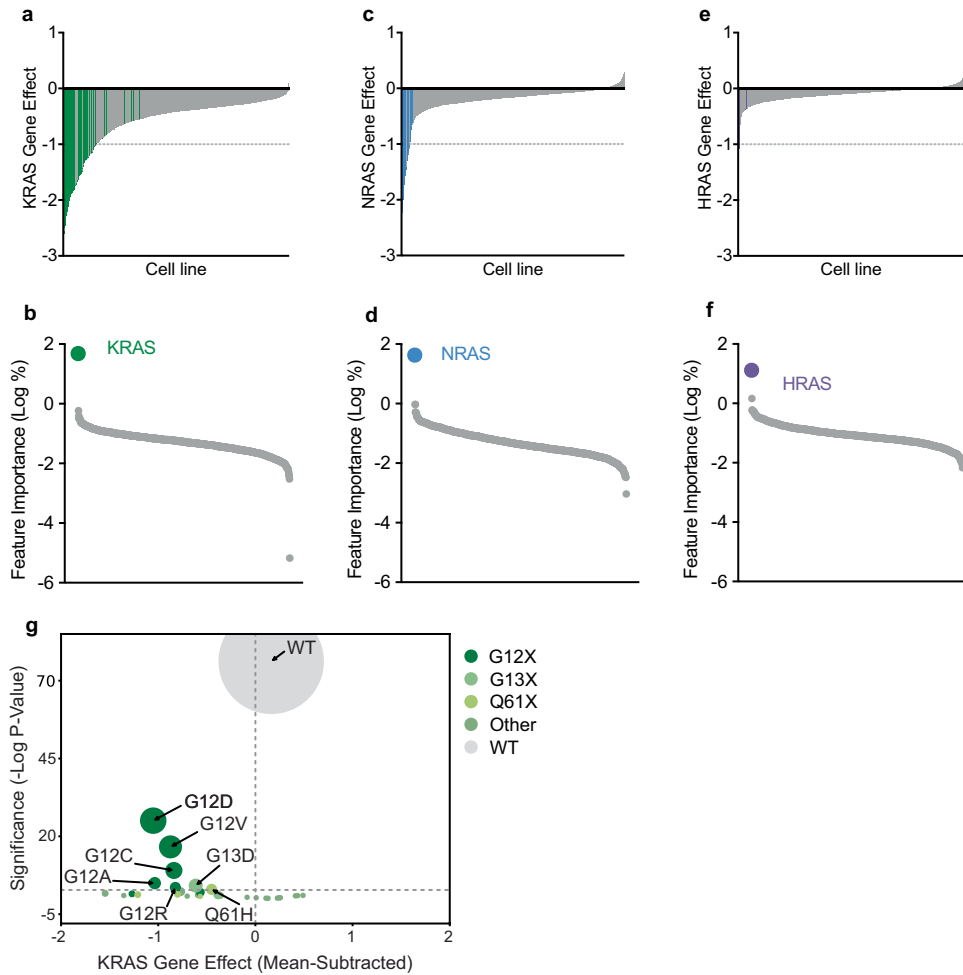 a
c
e
1
0
-1
-2
-3
KRAS Gene Effect
Cell line
1
0
-1
-2
-3
NRAS Gene Effect
Cell line
1
0
-1
-2
-3
HRAS Gene Effect
Cell line
b
d
f
2
0
-2
-4
-6
Feature Importance (Log %)
KRAS
2
0
-2
-4
-6
Feature Importance (Log %)
NRAS
2
0
-2
-4
-6
Feature Importance (Log %)
HRAS
g
70
45
20
-5
Significance (-Log P-Value)
WT
G12D
G12V
G12C
G13D
G12A
G12R
Q61H
-2
-1
0
1
2
KRAS Gene Effect (Mean-Subtracted)
G12X
G13X
Q61X
Other
WT